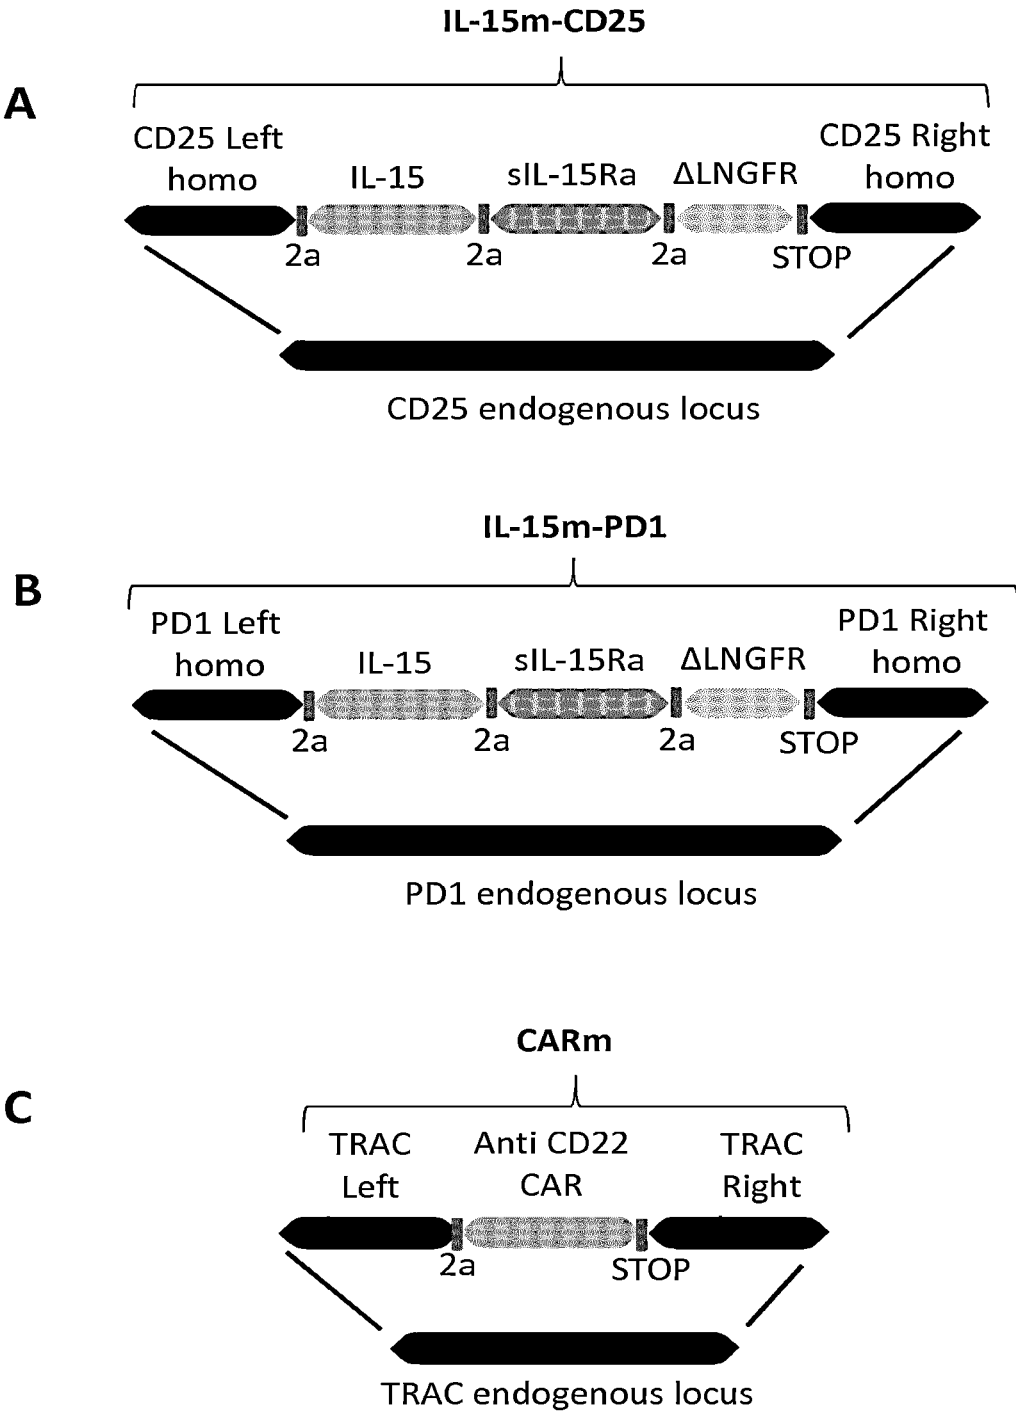 IL-15m-CD25
A
CD25 Left
homo
IL-15
sIL-15Ra
ΔLNGFR
CD25 Right
homo
2a
2a
2a
STOP
CD25 endogenous locus
IL-15m-PD1
B
PD1 Left
homo
IL-15
sIL-15Ra
ΔLNGFR
PD1 Right
homo
2a
2a
2a
STOP
PD1 endogenous locus
CARm
C
TRAC
Left
Anti CD22
CAR
TRAC
Right
2a
STOP
TRAC endogenous locus